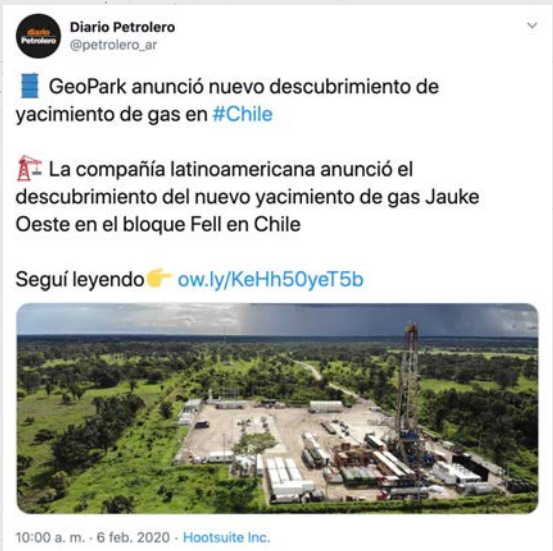 diario
Petrolero
Diario Petrolero
@petrolero_ar
GeoPark anunció nuevo descubrimiento de
yacimiento de gas en #Chile
La compañía latinoamericana anunció el
descubrimiento del nuevo yacimiento de gas Jauke
Oeste en el bloque Fell en Chile
Seguí leyendo ow.ly/KeHh50yeT5b
10:00 a. m. · 6 feb. 2020 · Hootsuite Inc.